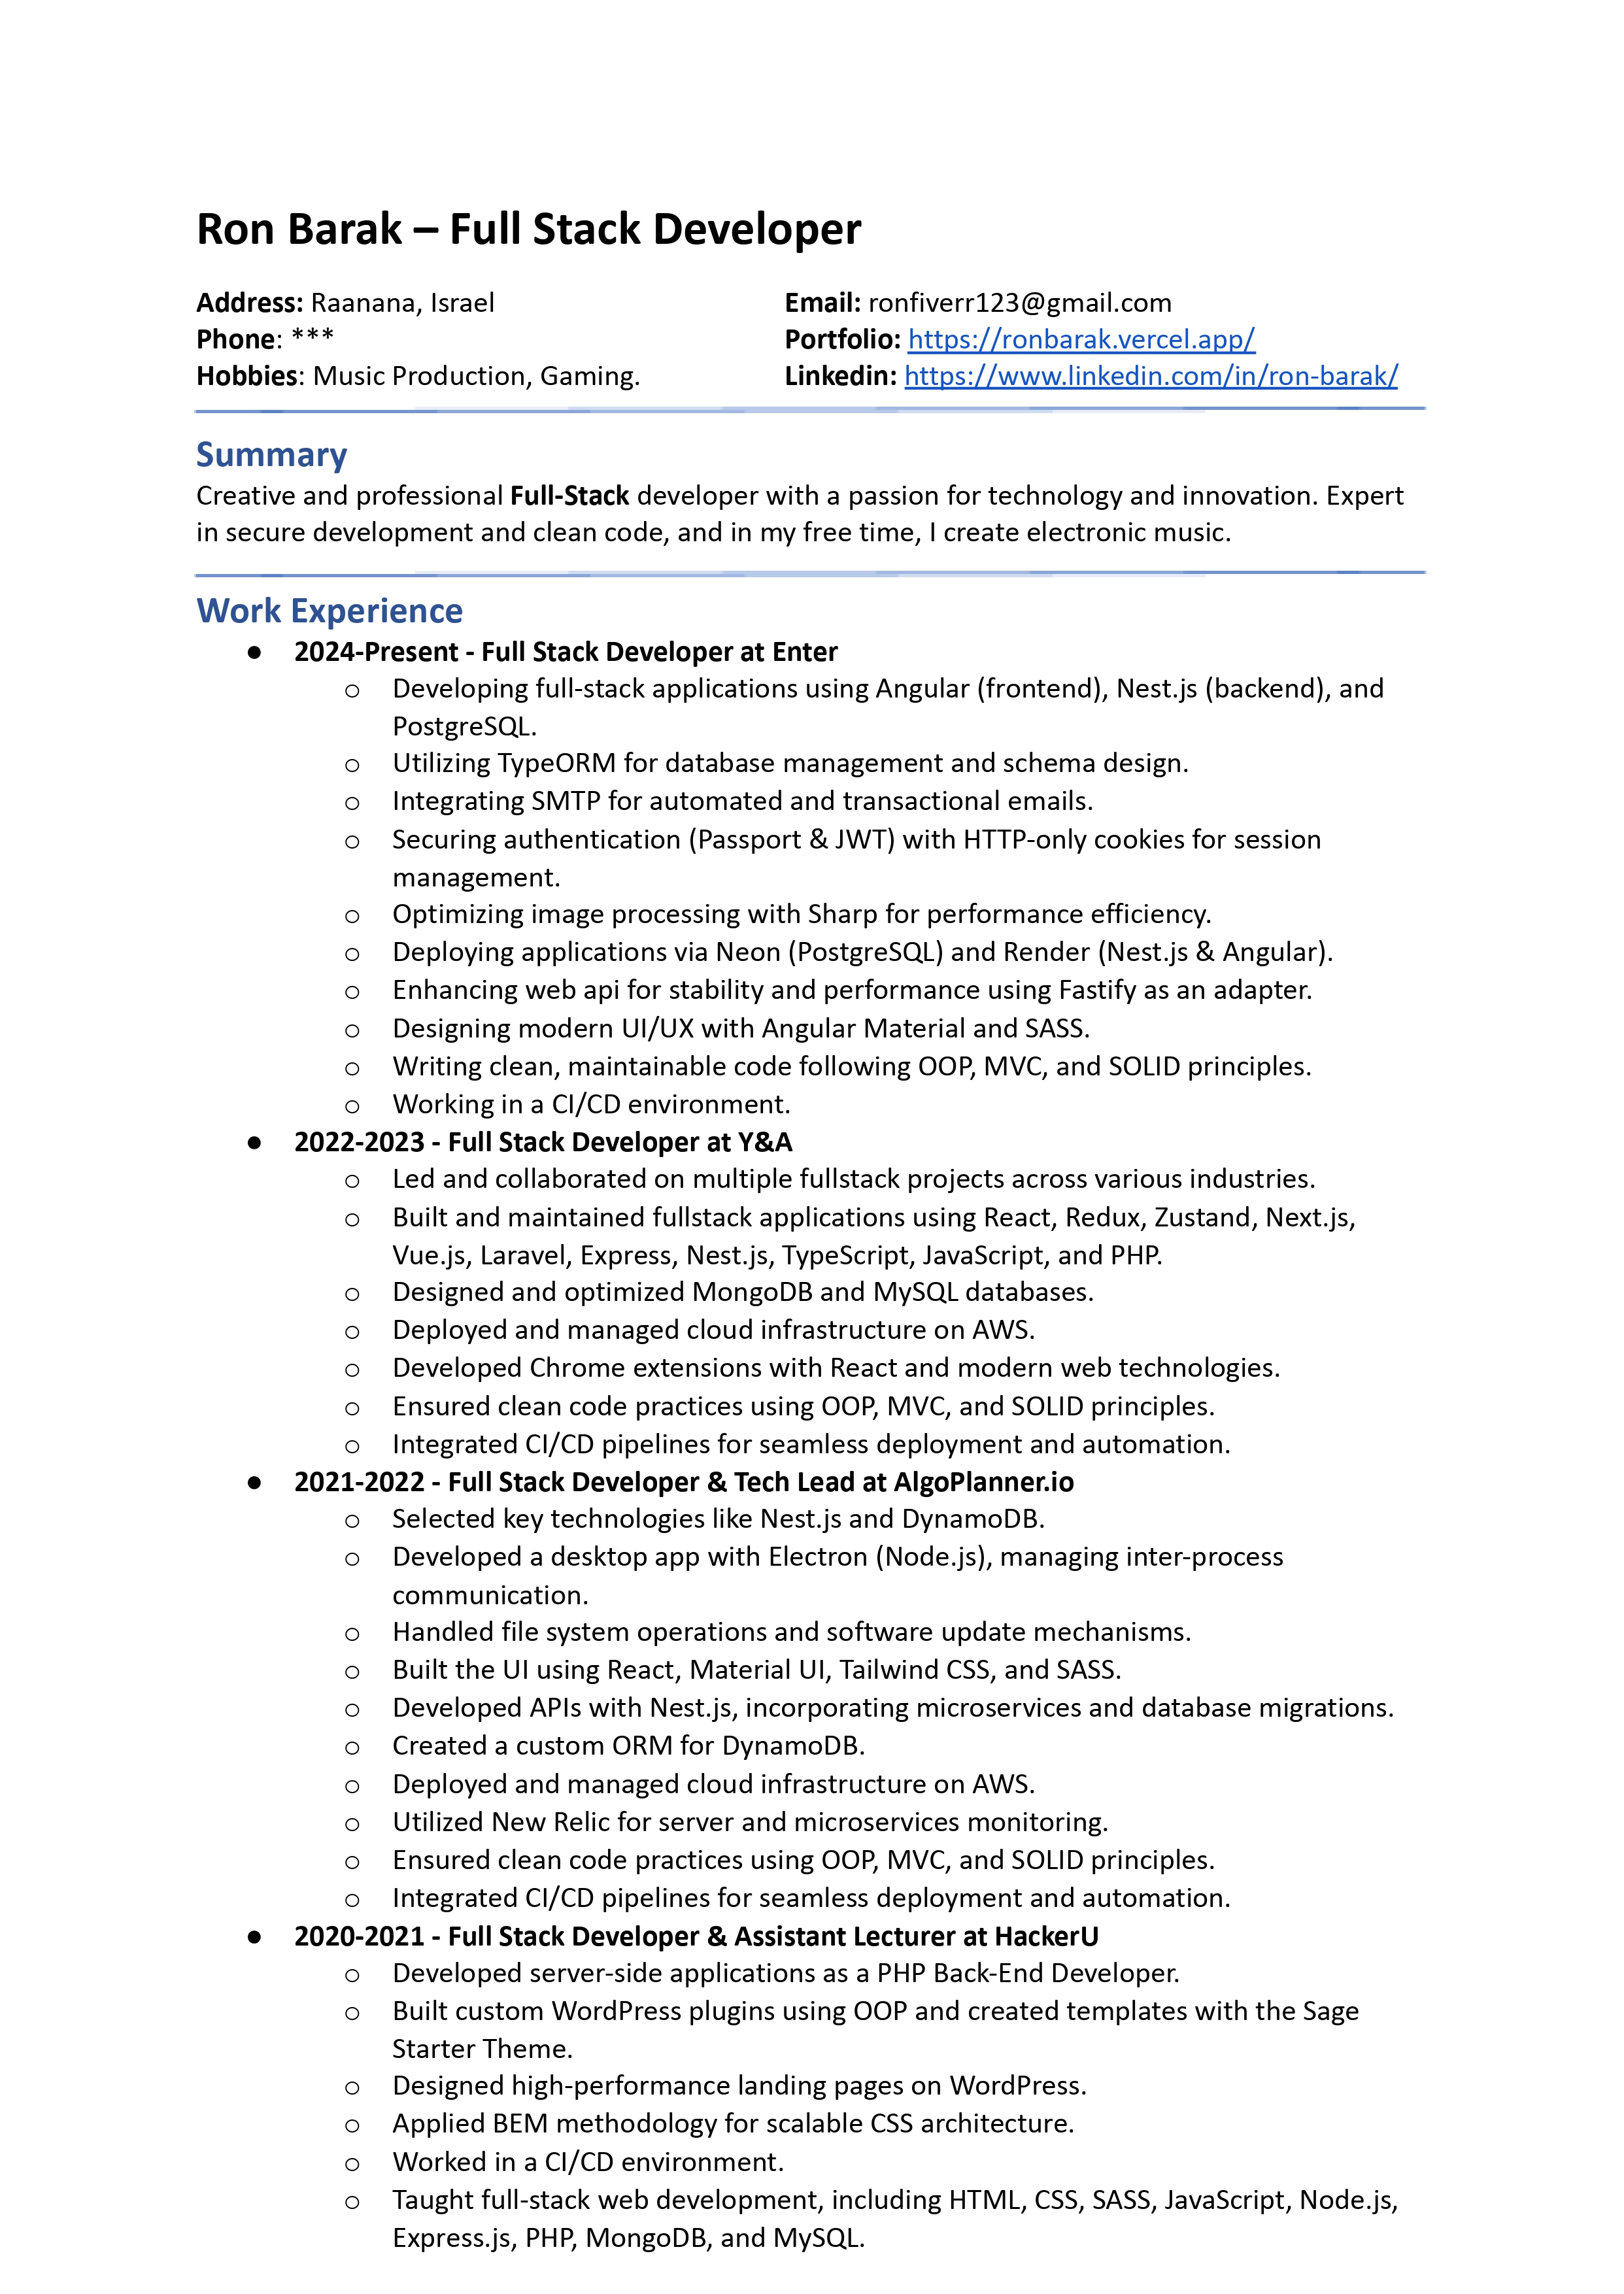 Ron Barak – Full Stack Developer
Address: Raanana, Israel
Phone: ***
Hobbies: Music Production, Gaming.
Email: ronfiverr123@gmail.com
Portfolio: https://ronbarak.vercel.app/
Linkedin: https://www.linkedin.com/in/ron-barak/
Summary
Creative and professional Full-Stack developer with a passion for technology and innovation. Expert
in secure development and clean code, and in my free time, I create electronic music.
Work Experience
● 2024-Present - Full Stack Developer at Enter
○ Developing full-stack applications using Angular (frontend), Nest.js (backend), and
PostgreSQL.
○ Utilizing TypeORM for database management and schema design.
○ Integrating SMTP for automated and transactional emails.
○ Securing authentication (Passport & JWT) with HTTP-only cookies for session
management.
○ Optimizing image processing with Sharp for performance efficiency.
○ Deploying applications via Neon (PostgreSQL) and Render (Nest.js & Angular).
○ Enhancing web api for stability and performance using Fastify as an adapter.
○ Designing modern UI/UX with Angular Material and SASS.
○ Writing clean, maintainable code following OOP, MVC, and SOLID principles.
○ Working in a CI/CD environment.
● 2022-2023 - Full Stack Developer at Y&A
○ Led and collaborated on multiple fullstack projects across various industries.
○ Built and maintained fullstack applications using React, Redux, Zustand, Next.js,
Vue.js, Laravel, Express, Nest.js, TypeScript, JavaScript, and PHP.
○ Designed and optimized MongoDB and MySQL databases.
○ Deployed and managed cloud infrastructure on AWS.
○ Developed Chrome extensions with React and modern web technologies.
○ Ensured clean code practices using OOP, MVC, and SOLID principles.
○ Integrated CI/CD pipelines for seamless deployment and automation.
● 2021-2022 - Full Stack Developer & Tech Lead at AlgoPlanner.io
○ Selected key technologies like Nest.js and DynamoDB.
○ Developed a desktop app with Electron (Node.js), managing inter-process
communication.
○ Handled file system operations and software update mechanisms.
○ Built the UI using React, Material UI, Tailwind CSS, and SASS.
○ Developed APIs with Nest.js, incorporating microservices and database migrations.
○ Created a custom ORM for DynamoDB.
○ Deployed and managed cloud infrastructure on AWS.
○ Utilized New Relic for server and microservices monitoring.
○ Ensured clean code practices using OOP, MVC, and SOLID principles.
○ Integrated CI/CD pipelines for seamless deployment and automation.
● 2020-2021 - Full Stack Developer & Assistant Lecturer at HackerU
○ Developed server-side applications as a PHP Back-End Developer.
○ Built custom WordPress plugins using OOP and created templates with the Sage
Starter Theme.
○ Designed high-performance landing pages on WordPress.
○ Applied BEM methodology for scalable CSS architecture.
○ Worked in a CI/CD environment.
○ Taught full-stack web development, including HTML, CSS, SASS, JavaScript, Node.js,
Express.js, PHP, MongoDB, and MySQL.